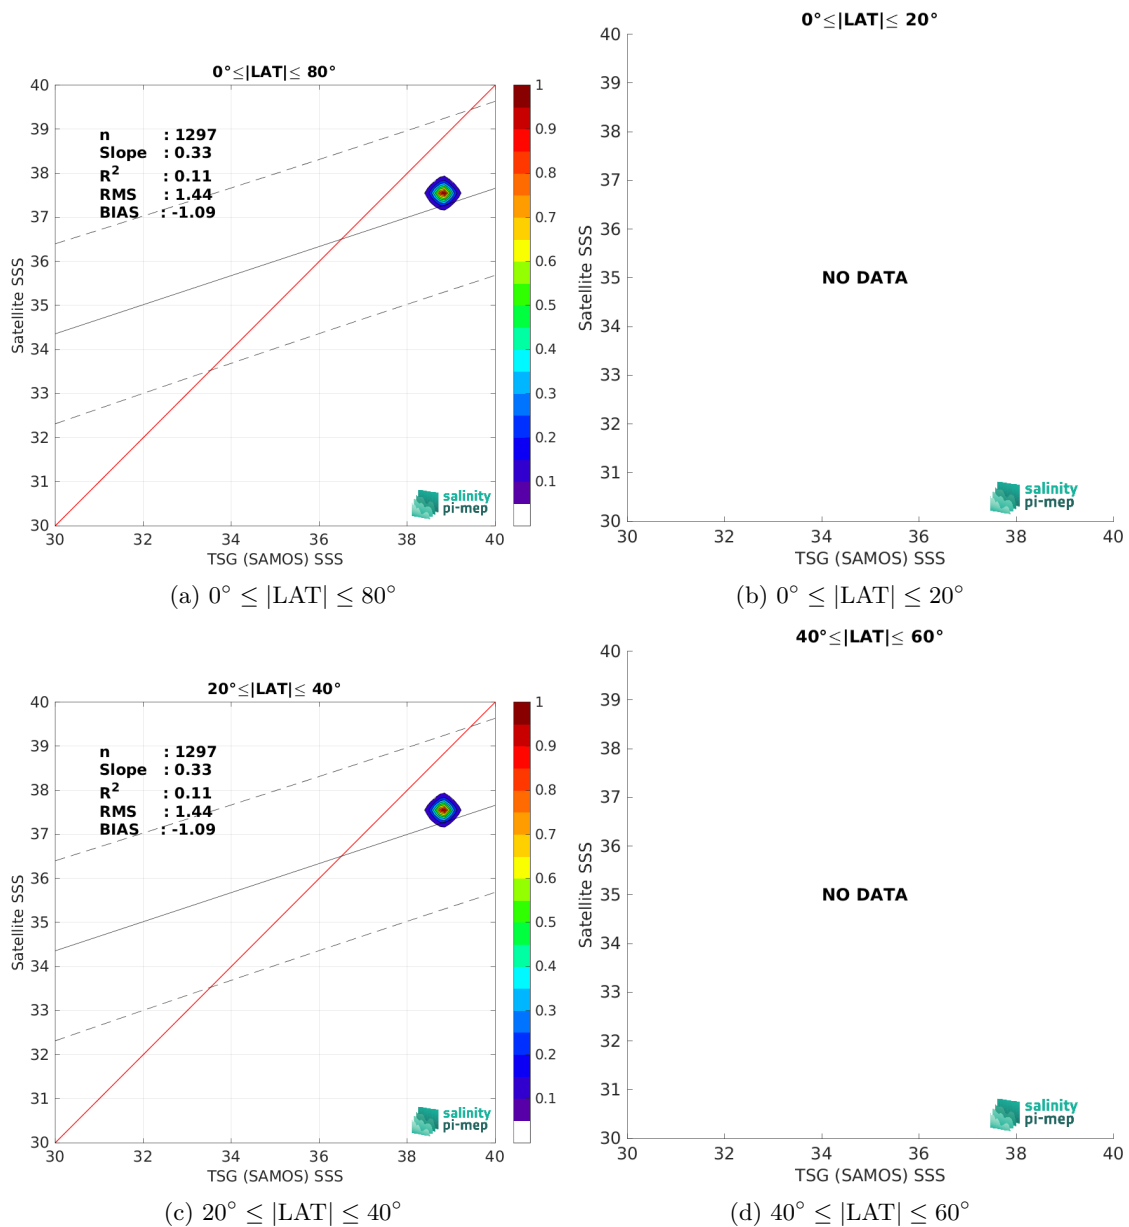 0°≤|LAT|≤ 80°
n : 1297
Slope : 0.33
R² : 0.11
RMS : 1.44
BIAS : -1.09
40
39
38
37
36
35
34
33
32
31
30
Satellite SSS
30 32 34 36 38 40
TSG (SAMOS) SSS
1
0.9
0.8
0.7
0.6
0.5
0.4
0.3
0.2
0.1
salinity
pi-mep
(a) 0° ≤ |LAT| ≤ 80°
0°≤|LAT|≤ 20°
40
39
38
37
36
35
34
33
32
31
30
Satellite SSS
NO DATA
salinity
pi-mep
30 32 34 36 38 40
TSG (SAMOS) SSS
(b) 0° ≤ |LAT| ≤ 20°
20°≤|LAT|≤ 40°
n : 1297
Slope : 0.33
R² : 0.11
RMS : 1.44
BIAS : -1.09
40
39
38
37
36
35
34
33
32
31
30
Satellite SSS
30 32 34 36 38 40
TSG (SAMOS) SSS
1
0.9
0.8
0.7
0.6
0.5
0.4
0.3
0.2
0.1
salinity
pi-mep
(c) 20° ≤ |LAT| ≤ 40°
40°≤|LAT|≤ 60°
40
39
38
37
36
35
34
33
32
31
30
Satellite SSS
NO DATA
salinity
pi-mep
30 32 34 36 38 40
TSG (SAMOS) SSS
(d) 40° ≤ |LAT| ≤ 60°